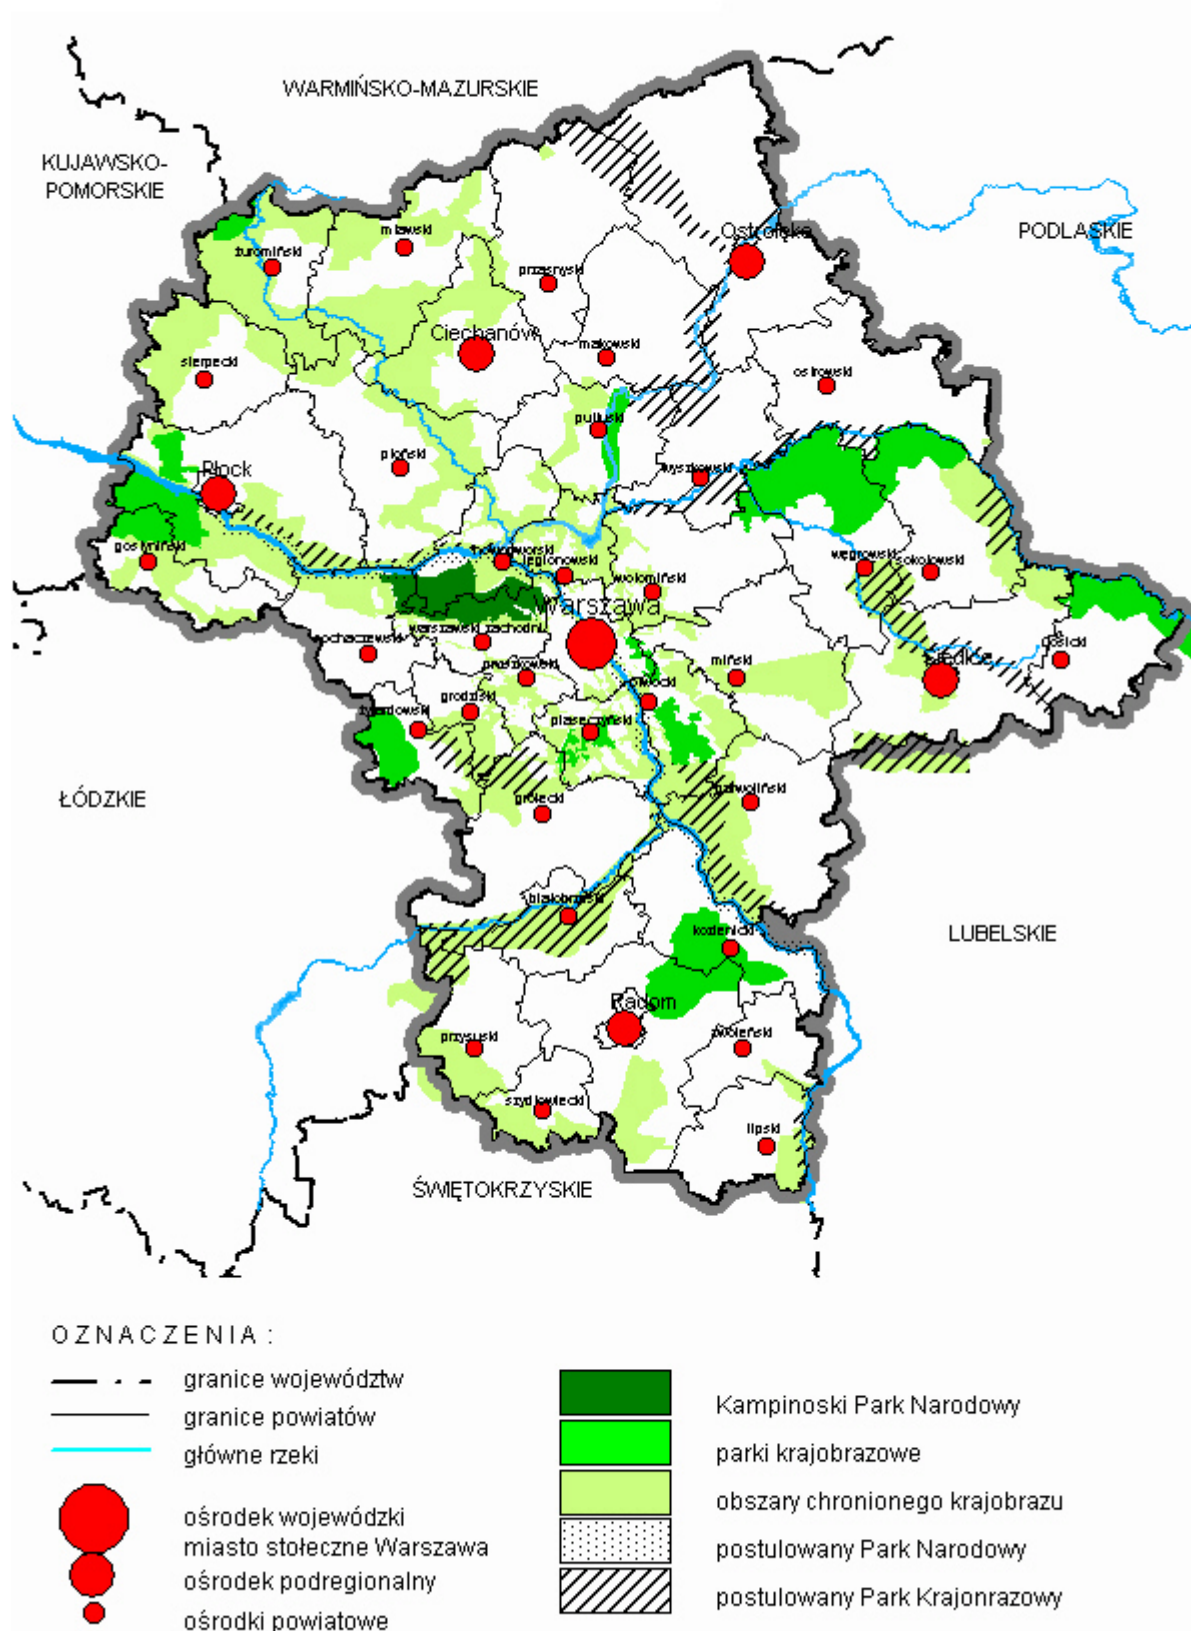 WARMIŃSKO-MAZURSKIE
KUJAWSKO-
POMORSKIE
PODLASKIE
mławski
Ostrołęka
żuromiński
przasnyski
Ciechanów
makowski
sierpecki
ostrowski
pułtuski
płoński
Płock
wyszkowski
nowodworski
gostyniński
legionowski
węgrowski
sokołowski
wołomiński
Warszawa
warszawski zachodni
sochaczewski
pruszkowski
miński
Siedlce
łosicki
otwocki
grodziski
żyrardowski
piaseczyński
ŁÓDZKIE
grójecki
garwoliński
białobrzeski
kozienicki
LUBELSKIE
Radom
przysuski
zwoleński
szydłowiecki
lipski
ŚWIĘTOKRZYSKIE
OZNACZENIA :
granice województw
granice powiatów
główne rzeki
ośrodek wojewódzki
miasto stołeczne Warszawa
ośrodek podregionalny
ośrodki powiatowe
Kampinoski Park Narodowy
parki krajobrazowe
obszary chronionego krajobrazu
postulowany Park Narodowy
postulowany Park Krajonrazowy